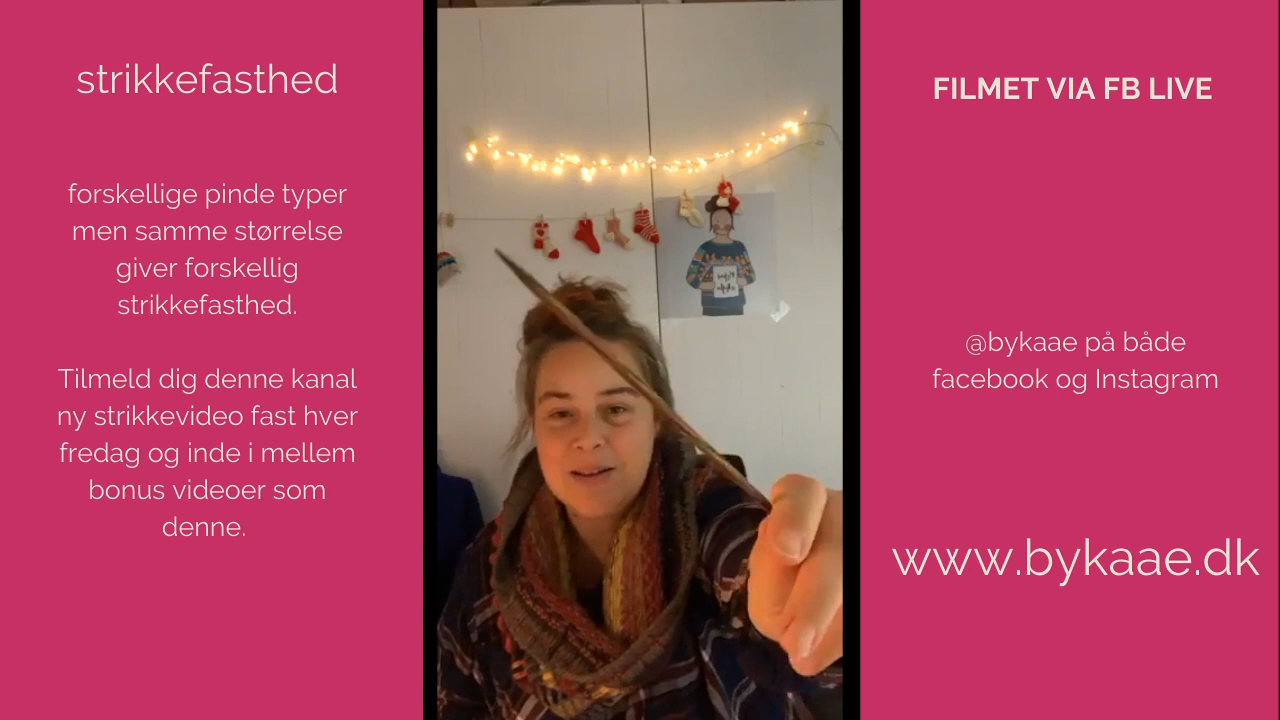 strikkefasthed
forskellige pinde typer
men samme størrelse
giver forskellig
strikkefasthed.
Tilmeld dig denne kanal
ny strikkevideo fast hver
fredag og inde i mellem
bonus videoer som
denne.
FILMET VIA FB LIVE
@bykaae på både
facebook og Instagram
www.bykaae.dk